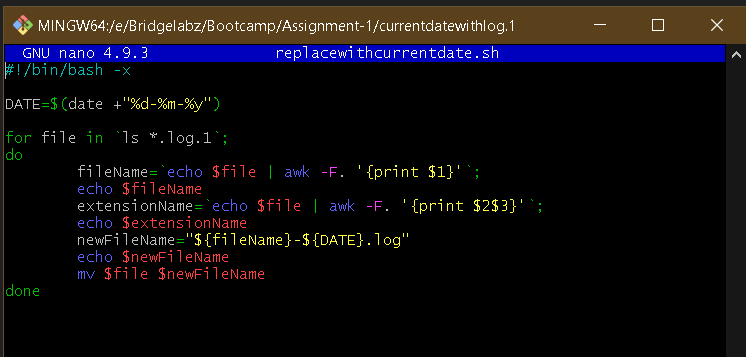 MINGW64:/e/Bridgelabz/Bootcamp/Assignment-1/currentdatewithlog.1
GNU nano 4.9.3 replacewithcurrentdate.sh
#!/bin/bash -x

DATE=$(date +"%d-%m-%y")

for file in `ls *.log.1`;
do
        fileName=`echo $file | awk -F. '{print $1}'`;
        echo $fileName
        extensionName=`echo $file | awk -F. '{print $2$3}'`;
        echo $extensionName
        newFileName="${fileName}-${DATE}.log"
        echo $newFileName
        mv $file $newFileName
done